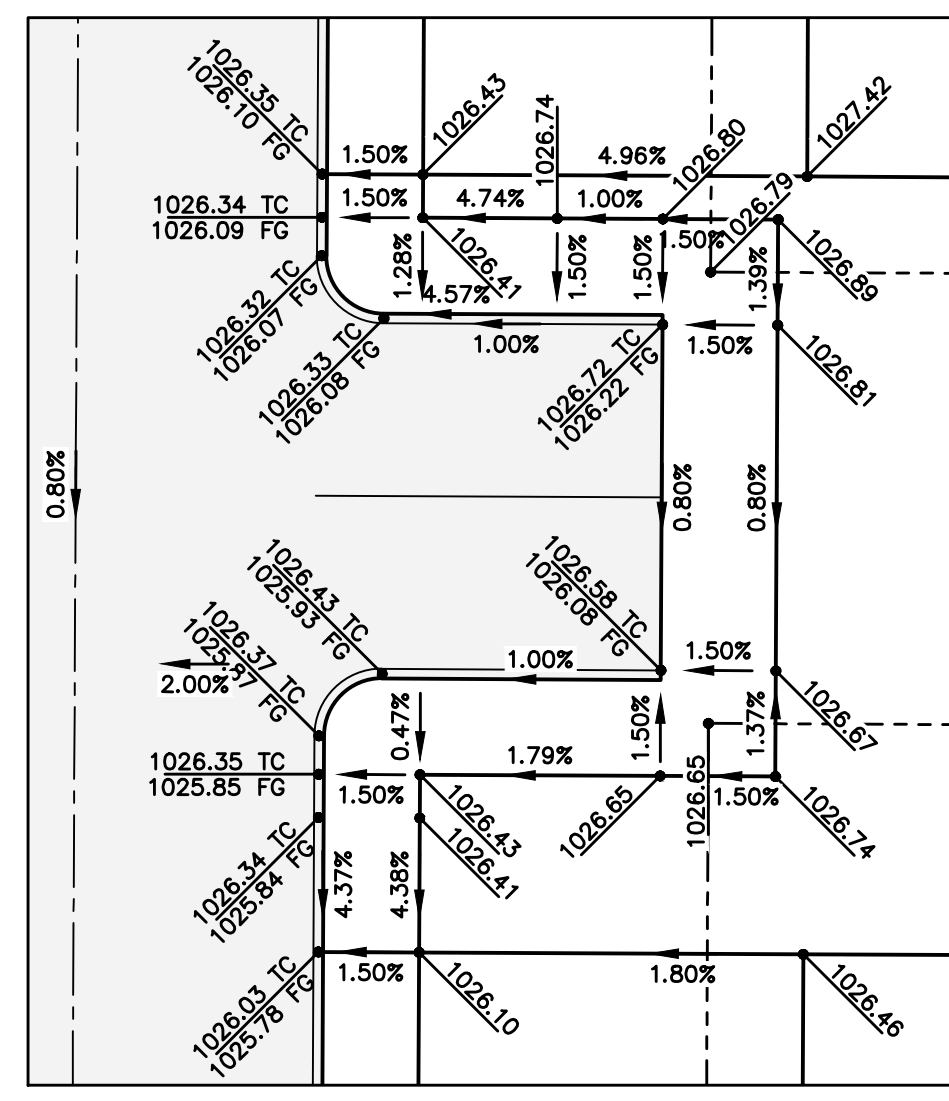 1026.35 TC
1026.10 FG
1026.43
1026.74
1026.80
1027.42
1.50%
4.96%
1026.79
1026.34 TC
1026.09 FG
1.50%
4.74%
1.00%
1.50%
1026.32 TC
1026.07 FG
1.28%
1026.41
1.50%
1.50%
1.39%
1026.89
4.57%
1026.33 TC
1026.08 FG
1.00%
1026.72 TC
1026.22 FG
1.50%
1026.81
0.80%
0.80%
0.80%
1026.43 TC
1025.93 FG
1026.58 TC
1026.08 FG
1026.37 TC
1025.87 FG
2.00%
1.00%
1.50%
1026.67
0.47%
1.50%
1.37%
1026.35 TC
1025.85 FG
1.50%
1.79%
1026.65
1026.65
1.50%
1026.74
1026.43
1026.41
1026.34 TC
1025.84 FG
4.37%
4.38%
1026.03 TC
1025.78 FG
1.50%
1026.10
1.80%
1026.46